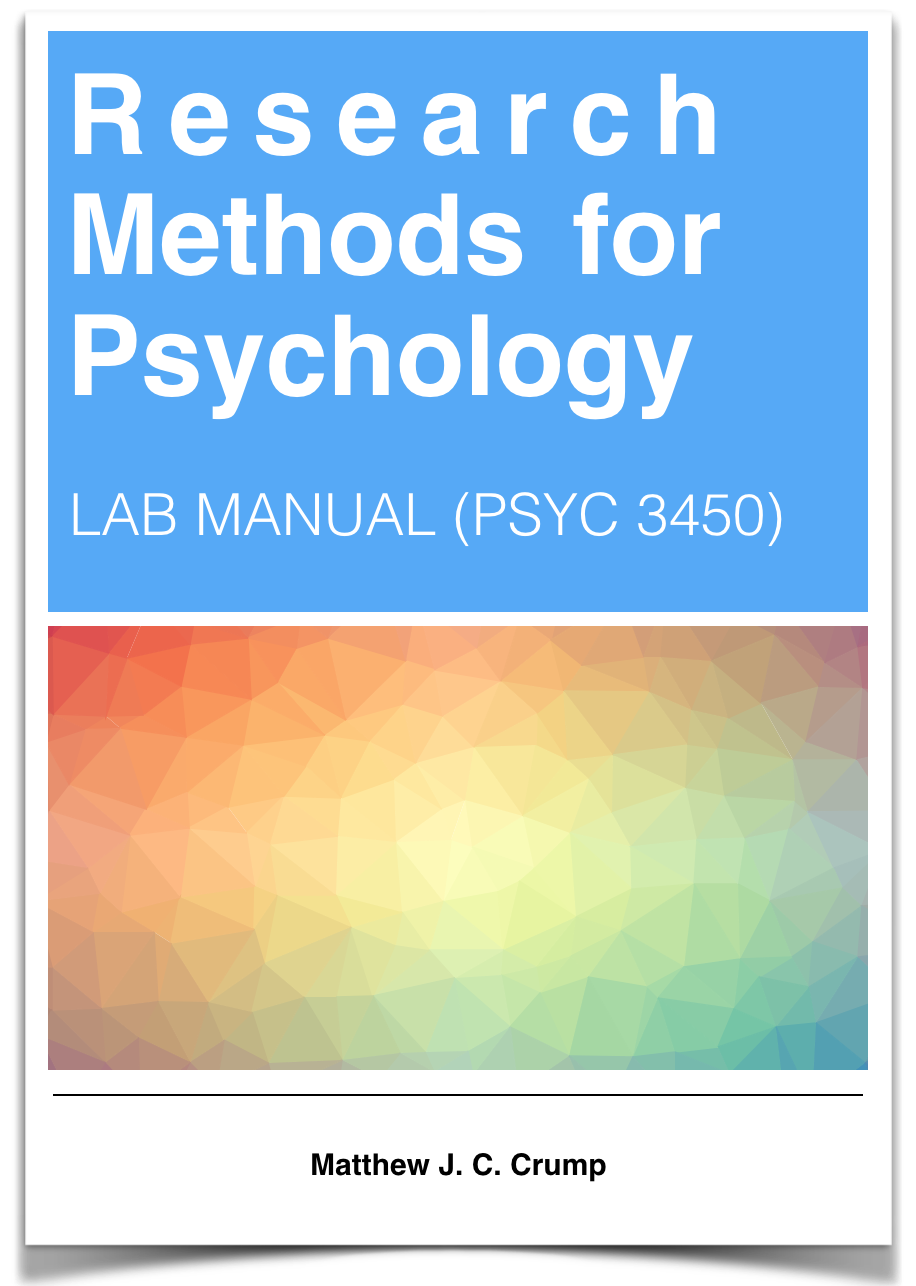 Research
Methods for
Psychology
LAB MANUAL (PSYC 3450)
Matthew J. C. Crump